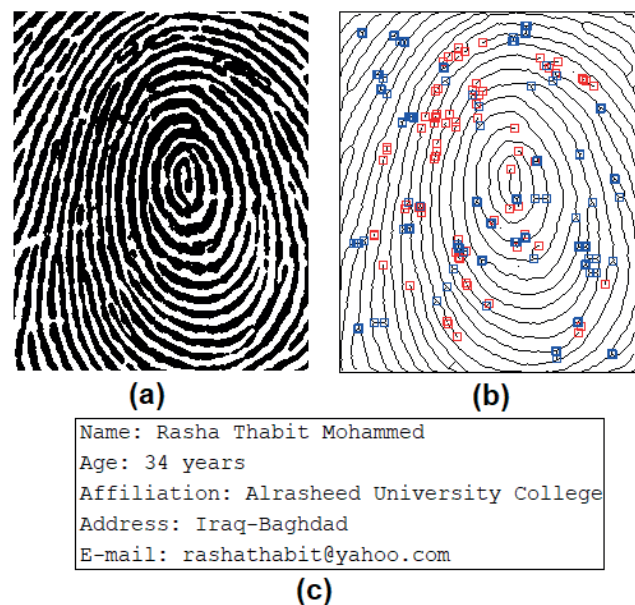 (a)
(b)
Name: Rasha Thabit Mohammed
Age: 34 years
Affiliation: Alrasheed University College
Address: Iraq-Baghdad
E-mail: rashathabit@yahoo.com
(c)